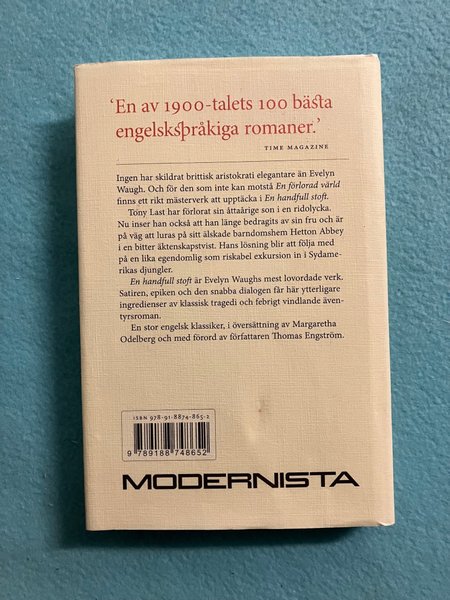 ‘En av 1900-talets 100 bästa
engelskspråkiga romaner.’
TIME MAGAZINE
Ingen har skildrat brittisk aristokrati elegantare än Evelyn
Waugh. Och för den som inte kan motstå En förlorad värld
finns ett rikt mästerverk att upptäcka i En handfull stoft.
Tony Last har förlorat sin åttaårige son i en ridolycka.
Nu inser han också att han länge bedragits av sin fru och är
på väg att luras på sitt älskade barndomshem Hetton Abbey
i en bitter äktenskapstvist. Hans lösning blir att följa med
på en lika egendomlig som riskabel exkursion in i Sydame-
rikas djungler.
En handfull stoft är Evelyn Waughs mest lovordade verk.
Satiren, epiken och den snabba dialogen får här ytterligare
ingredienser av klassisk tragedi och febrigt vindlande även-
tyrsroman.
En stor engelsk klassiker, i översättning av Margaretha
Odelberg och med förord av författaren Thomas Engström.
ISBN 978-91-8874-865-2
9 789188 748652
MODERNISTA